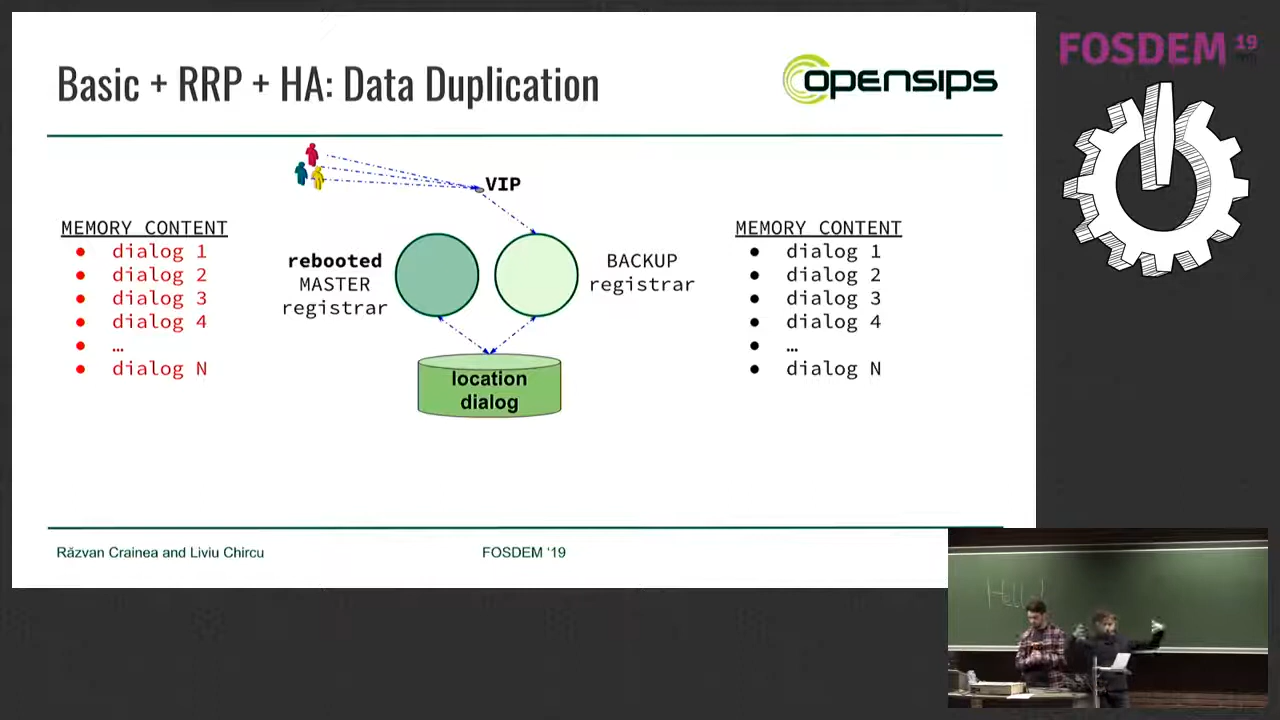 Basic + RRP + HA: Data Duplication
OPENSIPS
FOSDEM 19
VIP
MEMORY CONTENT
• dialog 1
• dialog 2
• dialog 3
• dialog 4
• …
• dialog N
rebooted
MASTER
registrar
BACKUP
registrar
MEMORY CONTENT
• dialog 1
• dialog 2
• dialog 3
• dialog 4
• …
• dialog N
location
dialog
Răzvan Crainea and Liviu Chircu
FOSDEM ‘19